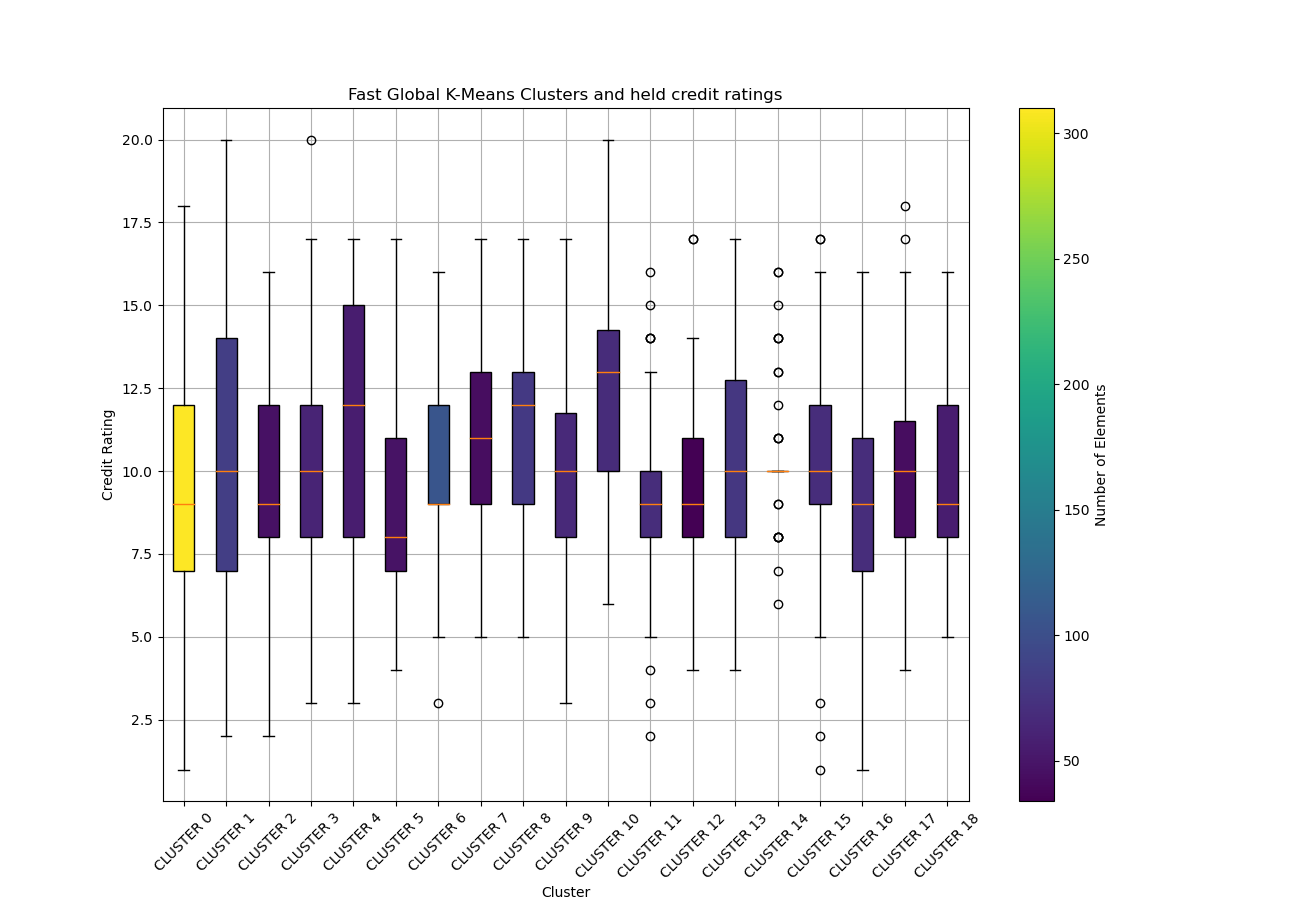 Fast Global K-Means Clusters and held credit ratings
20.0
17.5
15.0
12.5
10.0
7.5
5.0
2.5
Credit Rating
CLUSTER 0
CLUSTER 1
CLUSTER 2
CLUSTER 3
CLUSTER 4
CLUSTER 5
CLUSTER 6
CLUSTER 7
CLUSTER 8
CLUSTER 9
CLUSTER 10
CLUSTER 11
CLUSTER 12
CLUSTER 13
CLUSTER 14
CLUSTER 15
CLUSTER 16
CLUSTER 17
CLUSTER 18
Cluster
300
250
200
150
100
50
Number of Elements